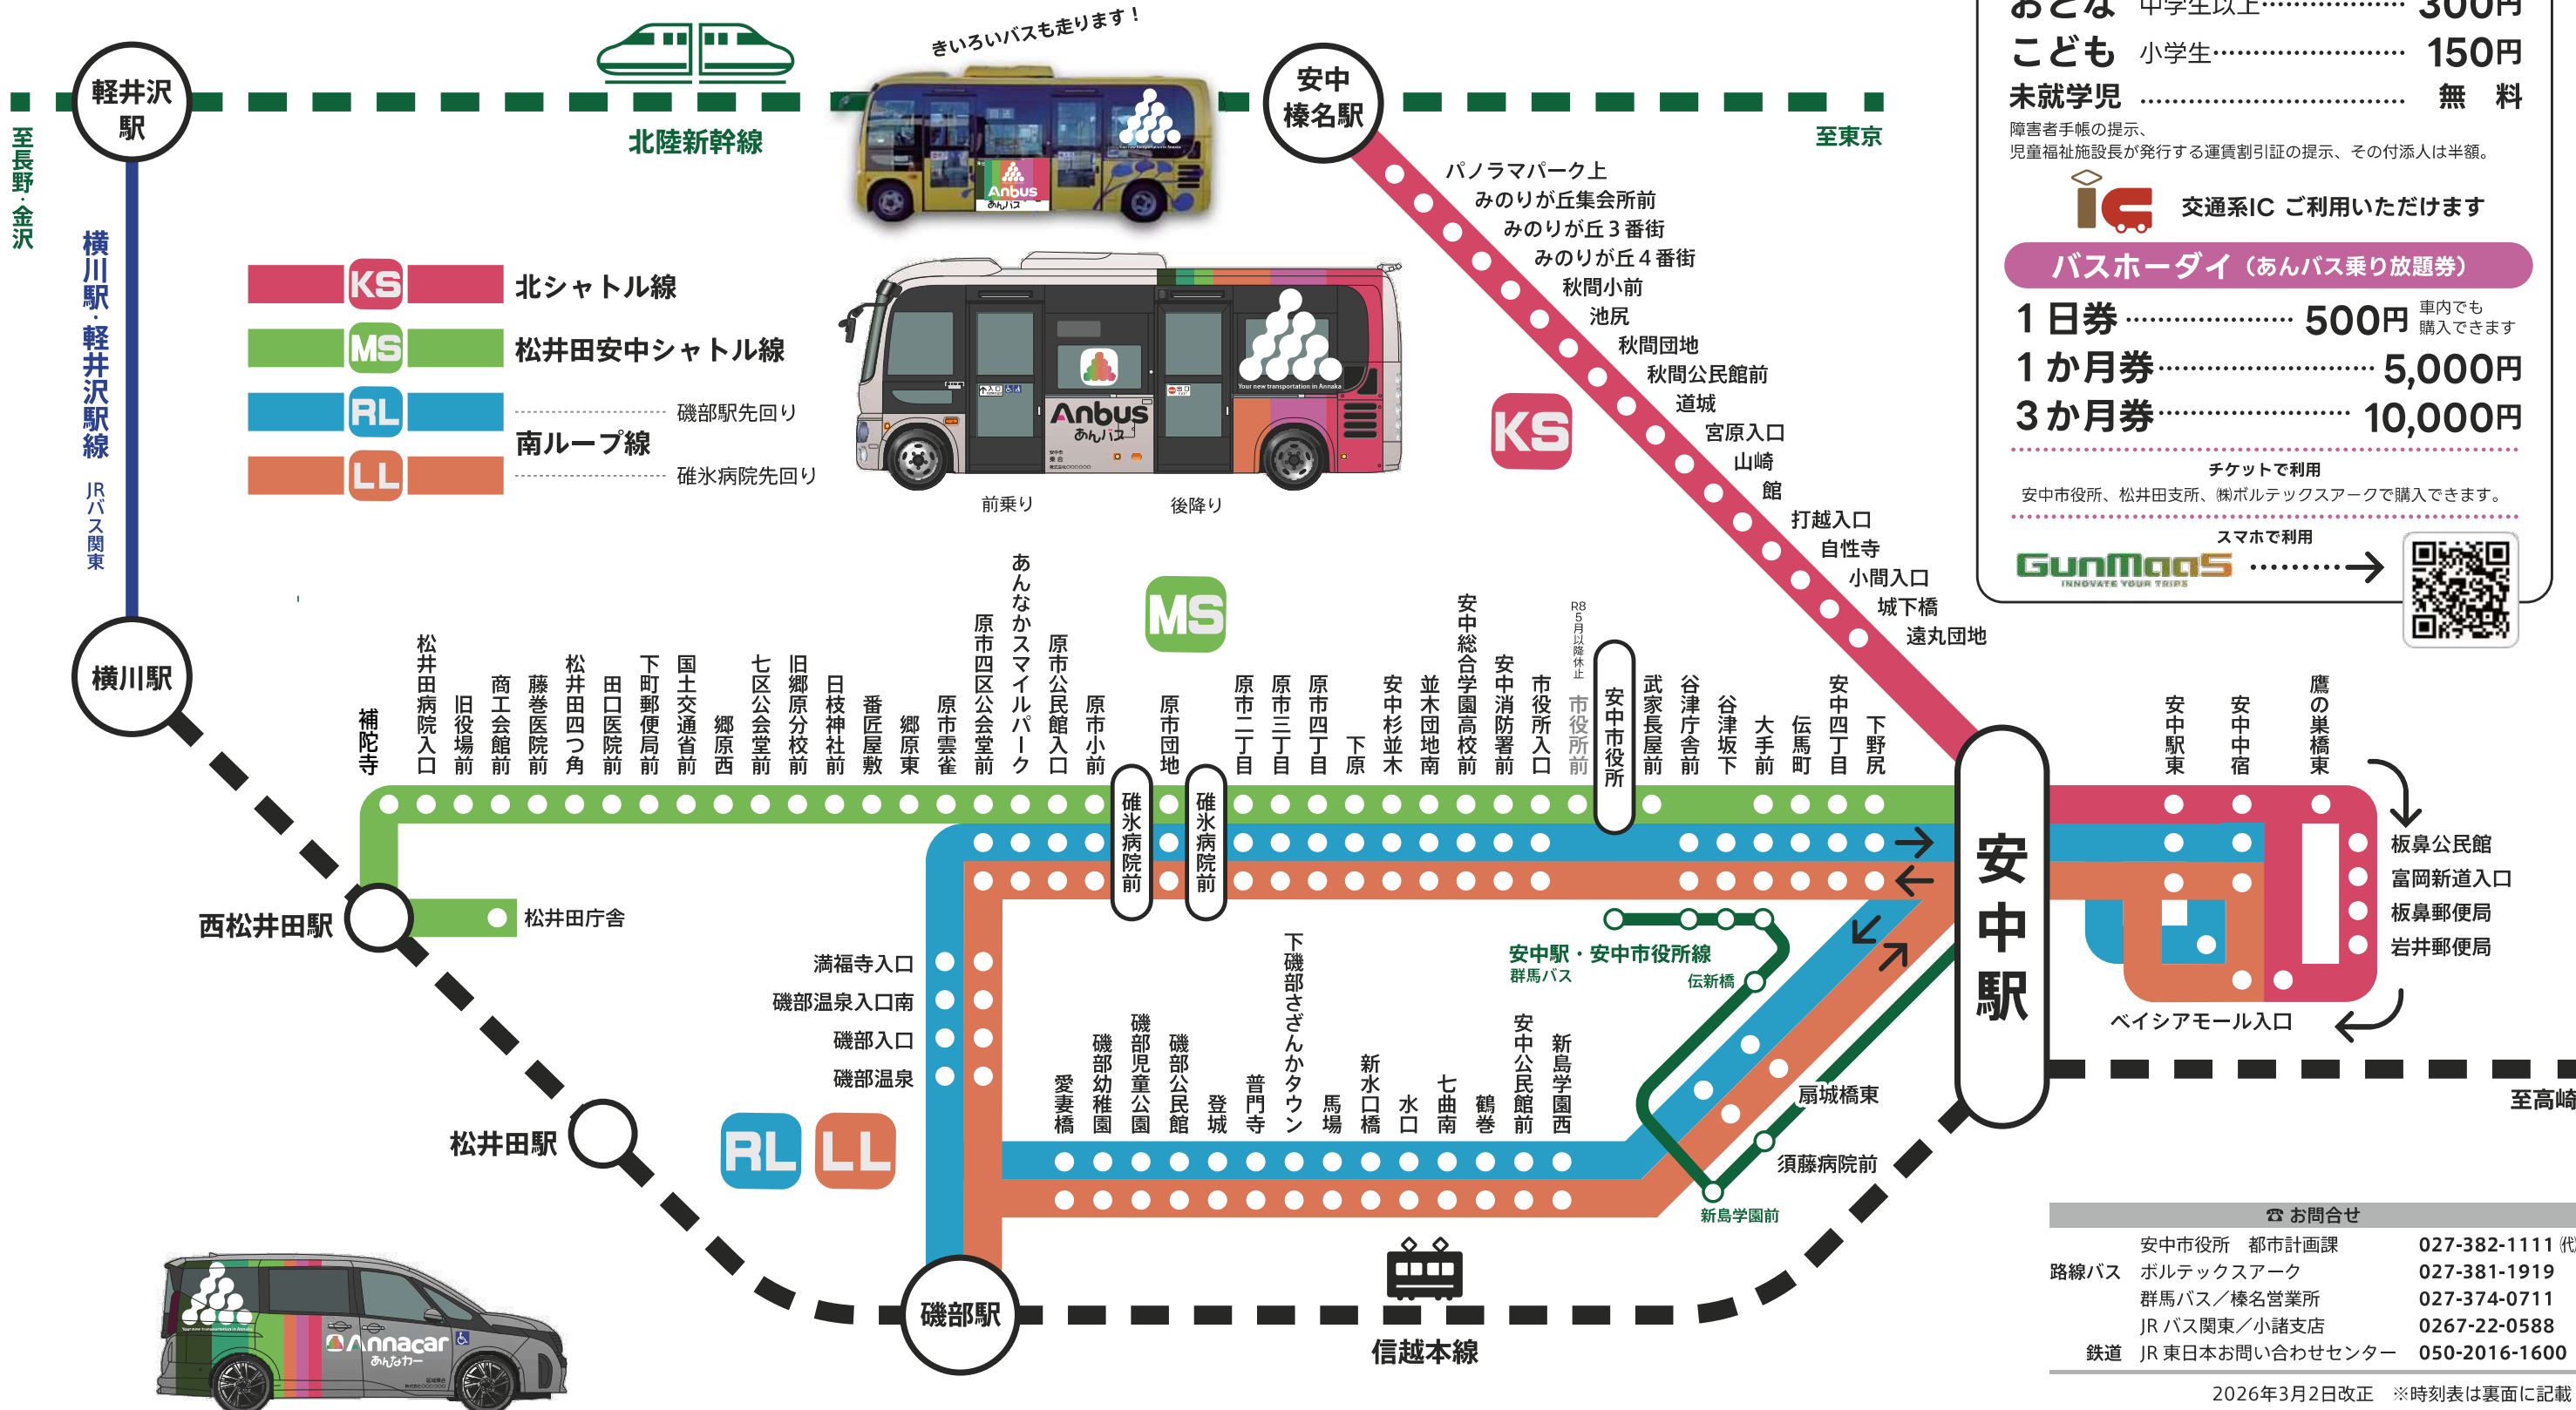 きいろいバスも走ります！
軽井沢
駅
安中
榛名駅
北陸新幹線
至東京
至長野・金沢
横川駅・軽井沢駅線 JRバス関東
横川駅
Your new transportation in Annaka
Anbus
あんバス
KS 北シャトル線
MS 松井田安中シャトル線
RL 磯部駅先回り
南ループ線
LL 碓氷病院先回り
Your new transportation in Annaka
Anbus
あんバス
入口
出口
前乗り
後降り
KS
パノラマパーク上
みのりが丘集会所前
みのりが丘３番街
みのりが丘４番街
秋間小前
池尻
秋間団地
秋間公民館前
道城
宮原入口
山崎
館
打越入口
自性寺
小間入口
城下橋
遠丸団地
おとな 中学生以上 300円
こども 小学生 150円
未就学児 無 料
障害者手帳の提示、
児童福祉施設長が発行する運賃割引証の提示、その付添人は半額。
ic 交通系IC ご利用いただけます
バスホーダイ（あんバス乗り放題券）
１日券 500円 車内でも
購入できます
１か月券 5,000円
３か月券 10,000円
チケットで利用
安中市役所、松井田支所、㈱ボルテックスアークで購入できます。
スマホで利用
GunMaaS
INNOVATE YOUR TRIPS
MS
補陀寺
松井田病院入口
旧役場前
商工会館前
藤巻医院前
松井田四つ角
田口医院前
下町郵便局前
国土交通省前
郷原西
七区公会堂前
旧郷原分校前
日枝神社前
番匠屋敷
郷原東
原市雲雀
原市四区公会堂前
あんなかスマイルパーク
原市公民館入口
原市小前
碓氷病院前
原市団地
碓氷病院前
原市二丁目
原市三丁目
原市四丁目
下原
安中杉並木
並木団地南
安中総合学園高校前
安中消防署前
市役所入口
R8
5月以降休止
市役所前
安中市役所
武家長屋前
谷津庁舎前
谷津坂下
大手前
伝馬町
安中四丁目
下野尻
安中駅
安中駅東
安中中宿
鷹の巣橋東
板鼻公民館
富岡新道入口
板鼻郵便局
岩井郵便局
ベイシアモール入口
西松井田駅
松井田庁舎
満福寺入口
磯部温泉入口南
磯部入口
磯部温泉
安中駅・安中市役所線
群馬バス
伝新橋
扇城橋東
須藤病院前
新島学園前
RL LL
愛妻橋
磯部幼稚園
磯部児童公園
磯部公民館
登城
普門寺
下磯部さざんかタウン
馬場
新水口橋
水口
七曲南
鶴巻
安中公民館前
新島学園西
松井田駅
磯部駅
信越本線
至高崎
Annacar
あんなカー
☎ お問合せ
安中市役所 都市計画課 027-382-1111 ㈹
路線バス ボルテックスアーク 027-381-1919
群馬バス／榛名営業所 027-374-0711
JR バス関東／小諸支店 0267-22-0588
鉄道 JR 東日本お問い合わせセンター 050-2016-1600
2026年3月2日改正 ※時刻表は裏面に記載